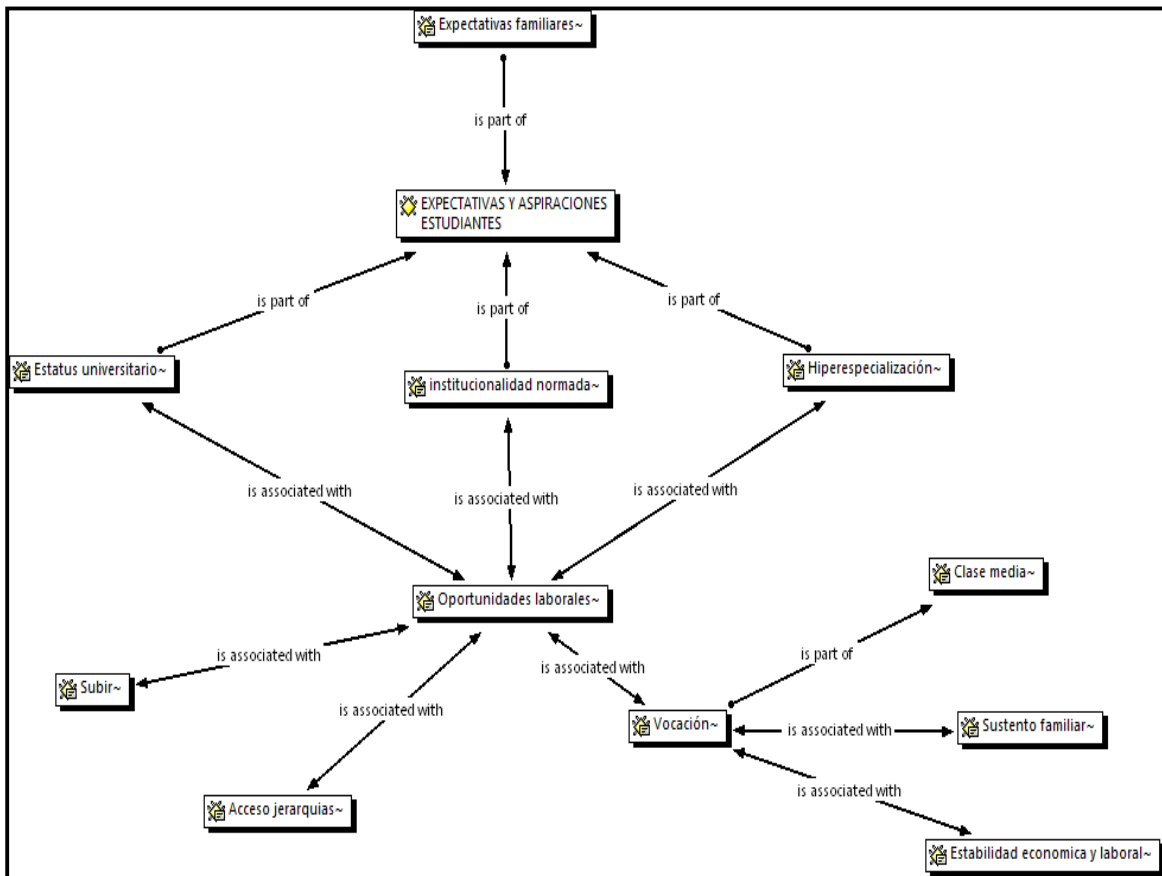 Expectativas familiares~
is part of
EXPECTATIVAS Y ASPIRACIONES
ESTUDIANTES
is part of
is part of
is part of
Estatus universitario~
institucionalidad normada~
Hiperespecialización~
is associated with
is associated with
is associated with
Oportunidades laborales~
Clase media~
is associated with
is associated with
is part of
Subir~
is associated with
Vocación~
is associated with
Sustento familiar~
is associated with
Acceso jerarquias~
Estabilidad economica y laboral~